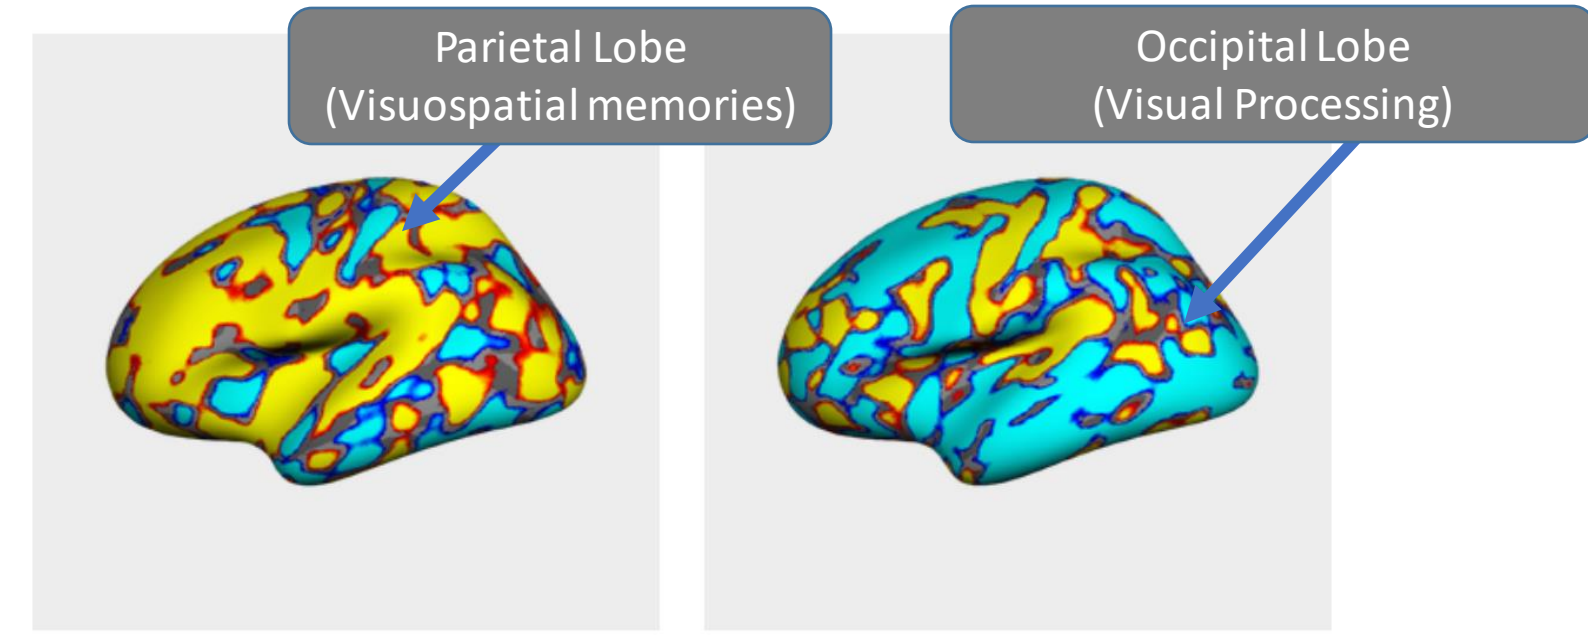 Parietal Lobe
(Visuospatial memories)
Occipital Lobe
(Visual Processing)